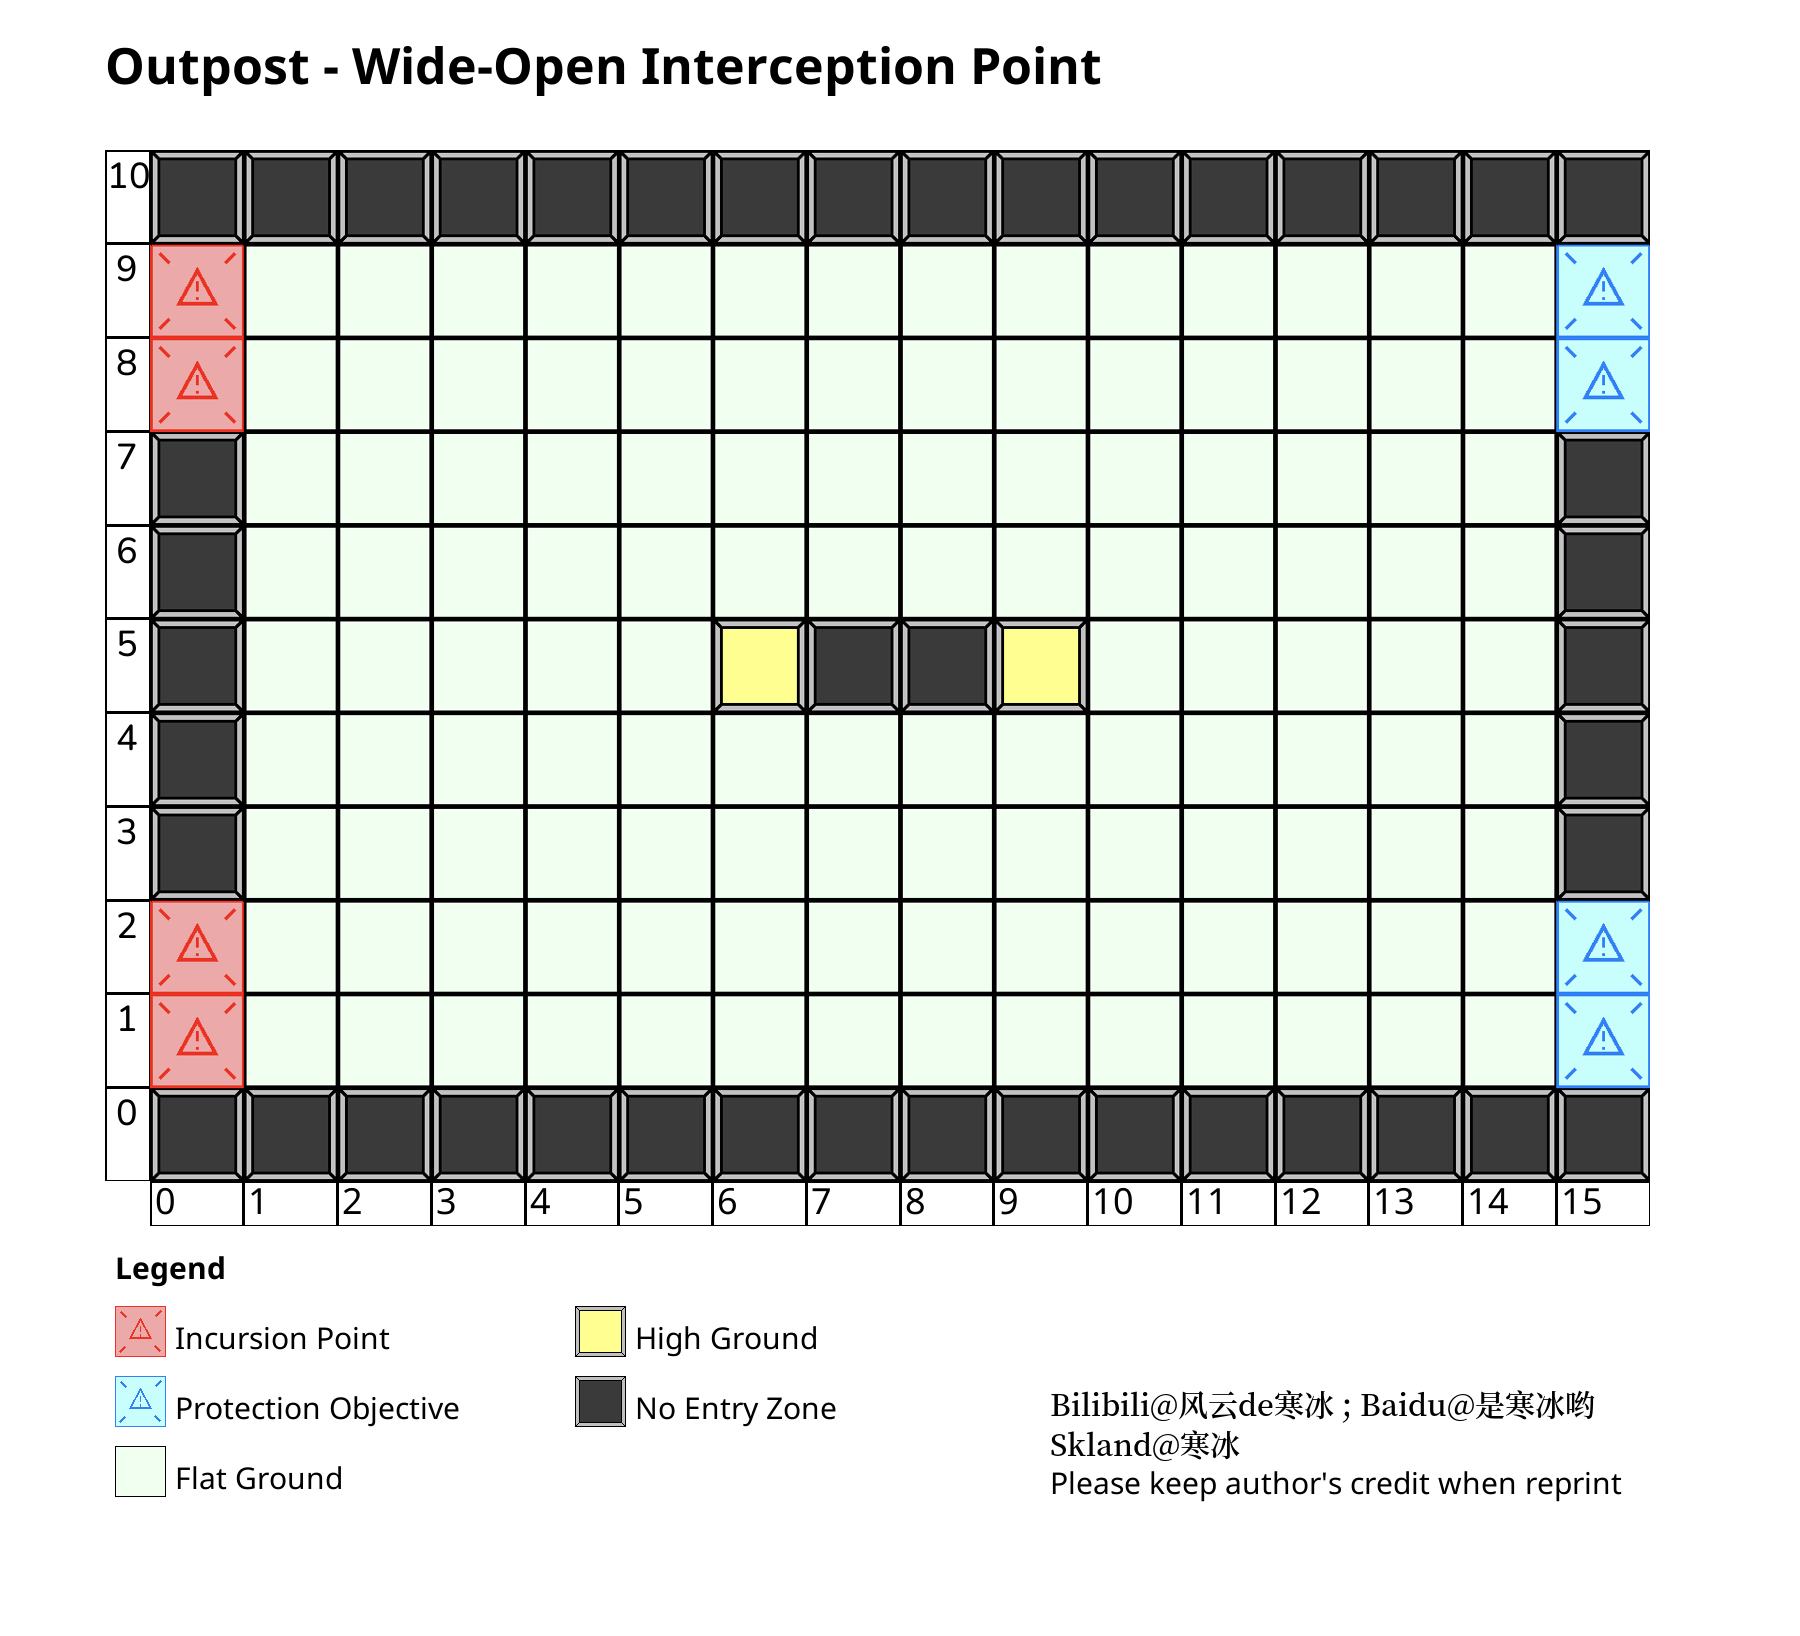 Outpost - Wide-Open Interception Point
10
9
8
7
6
5
4
3
2
1
0
0 1 2 3 4 5 6 7 8 9 10 11 12 13 14 15
Legend
Incursion Point
High Ground
Protection Objective
No Entry Zone
Flat Ground
Bilibili@风云de寒冰 ; Baidu@是寒冰哟
Skland@寒冰
Please keep author's credit when reprint